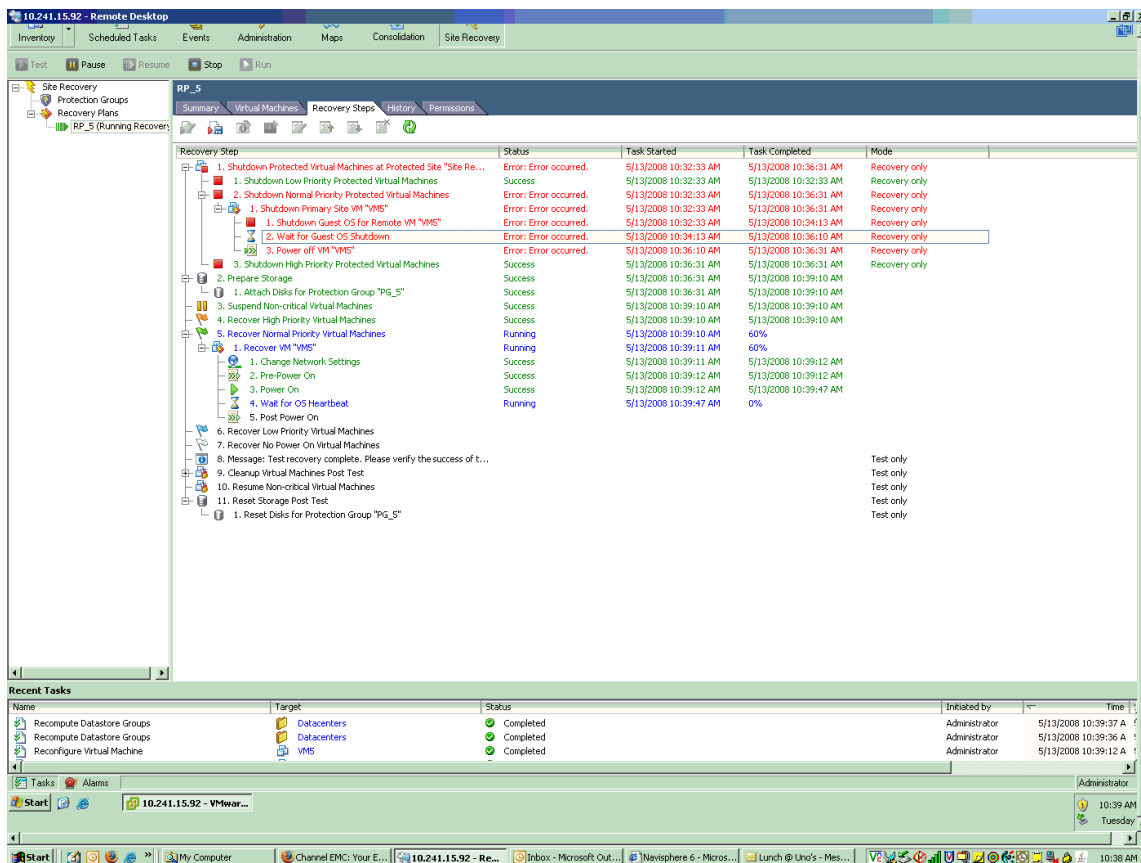 10.241.15.92 - Remote Desktop
Inventory Scheduled Tasks Events Administration Maps Consolidation Site Recovery
Test Pause Resume Stop Run
Site Recovery
Protection Groups
Recovery Plans
RP_5 (Running Recovery
RP_5
Summary Virtual Machines Recovery Steps History Permissions
Recovery Step Status Task Started Task Completed Mode
1. Shutdown Protected Virtual Machines at Protected Site "Site Re... Error: Error occurred. 5/13/2008 10:32:33 AM 5/13/2008 10:36:31 AM Recovery only
1. Shutdown Low Priority Protected Virtual Machines Success 5/13/2008 10:32:33 AM 5/13/2008 10:32:33 AM Recovery only
2. Shutdown Normal Priority Protected Virtual Machines Error: Error occurred. 5/13/2008 10:32:33 AM 5/13/2008 10:36:31 AM Recovery only
1. Shutdown Primary Site VM "VM5" Error: Error occurred. 5/13/2008 10:32:33 AM 5/13/2008 10:36:31 AM Recovery only
1. Shutdown Guest OS for Remote VM "VM5" Error: Error occurred. 5/13/2008 10:32:33 AM 5/13/2008 10:34:13 AM Recovery only
2. Wait for Guest OS Shutdown Error: Error occurred. 5/13/2008 10:34:13 AM 5/13/2008 10:36:10 AM Recovery only
3. Power off VM "VM5" Error: Error occurred. 5/13/2008 10:36:10 AM 5/13/2008 10:36:31 AM Recovery only
3. Shutdown High Priority Protected Virtual Machines Success 5/13/2008 10:36:31 AM 5/13/2008 10:36:31 AM Recovery only
2. Prepare Storage Success 5/13/2008 10:36:31 AM 5/13/2008 10:39:10 AM
1. Attach Disks for Protection Group "PG_5" Success 5/13/2008 10:36:31 AM 5/13/2008 10:39:10 AM
3. Suspend Non-critical Virtual Machines Success 5/13/2008 10:39:10 AM 5/13/2008 10:39:10 AM
4. Recover High Priority Virtual Machines Success 5/13/2008 10:39:10 AM 5/13/2008 10:39:10 AM
5. Recover Normal Priority Virtual Machines Running 5/13/2008 10:39:10 AM 60%
1. Recover VM "VM5" Running 5/13/2008 10:39:11 AM 60%
1. Change Network Settings Success 5/13/2008 10:39:11 AM 5/13/2008 10:39:12 AM
2. Pre-Power On Success 5/13/2008 10:39:12 AM 5/13/2008 10:39:12 AM
3. Power On Success 5/13/2008 10:39:12 AM 5/13/2008 10:39:47 AM
4. Wait for OS Heartbeat Running 5/13/2008 10:39:47 AM 0%
5. Post Power On
6. Recover Low Priority Virtual Machines
7. Recover No Power On Virtual Machines
8. Message: Test recovery complete. Please verify the success of t... Test only
9. Cleanup Virtual Machines Post Test Test only
10. Resume Non-critical Virtual Machines Test only
11. Reset Storage Post Test Test only
1. Reset Disks for Protection Group "PG_5" Test only
Recent Tasks
Name Target Status Initiated by Time
Recompute Datastore Groups Datacenters Completed Administrator 5/13/2008 10:39:37 A
Recompute Datastore Groups Datacenters Completed Administrator 5/13/2008 10:39:36 A
Reconfigure Virtual Machine VM5 Completed Administrator 5/13/2008 10:39:12 A
Tasks Alarms Administrator
Start 10.241.15.92 - VMwar... 10:39 AM
Tuesday
Start My Computer Channel EMC: Your E... 10.241.15.92 - Re... Inbox - Microsoft Out... Navisphere 6 - Micros... Lunch @ Uno's - Mes... 10:38 AM